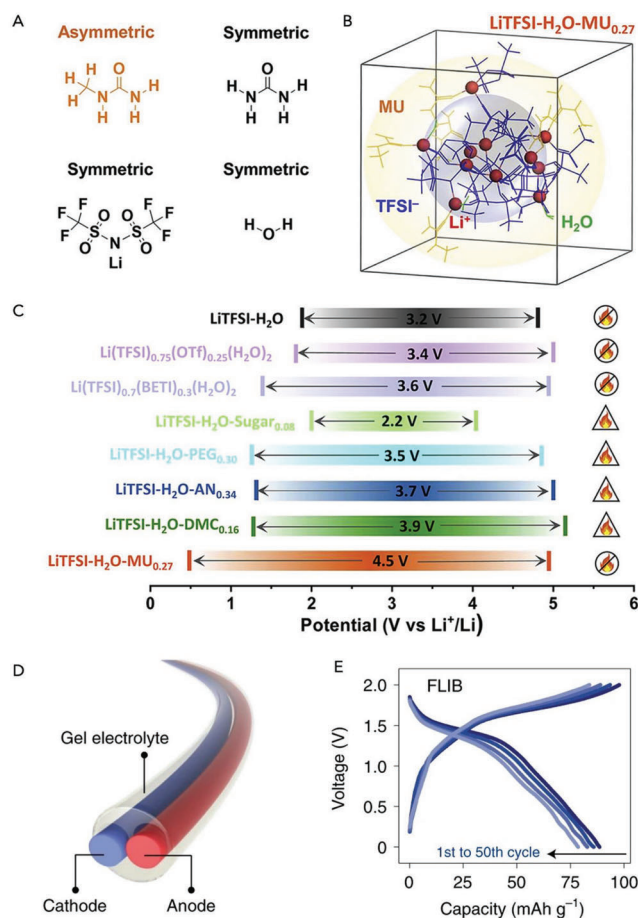 A
Asymmetric
Symmetric
H
H
H
O
N
N
H
H
H
O
H
N
N
H
H
H
Symmetric
Symmetric
F
F
F
O
S
O
N
Li
O
S
O
F
F
F
H
O
H
B
LiTFSI-H₂O-MU₀.₂₇
MU
TFSI⁻
Li⁺
H₂O
C
LiTFSI-H₂O
3.2 V
Li(TFSI)₀.₇₅(OTf)₀.₂₅(H₂O)₂
3.4 V
Li(TFSI)₀.₇(BETI)₀.₃(H₂O)₂
3.6 V
LiTFSI-H₂O-Sugar₀.₀₈
2.2 V
LiTFSI-H₂O-PEG₀.₃₀
3.5 V
LiTFSI-H₂O-AN₀.₃₄
3.7 V
LiTFSI-H₂O-DMC₀.₁₆
3.9 V
LiTFSI-H₂O-MU₀.₂₇
4.5 V
0 1 2 3 4 5 6
Potential (V vs Li⁺/Li)
D
Gel electrolyte
Cathode
Anode
E
FLIB
Voltage (V)
2.0
1.5
1.0
0.5
0
1st to 50th cycle
0 25 50 75 100
Capacity (mAh g⁻¹)